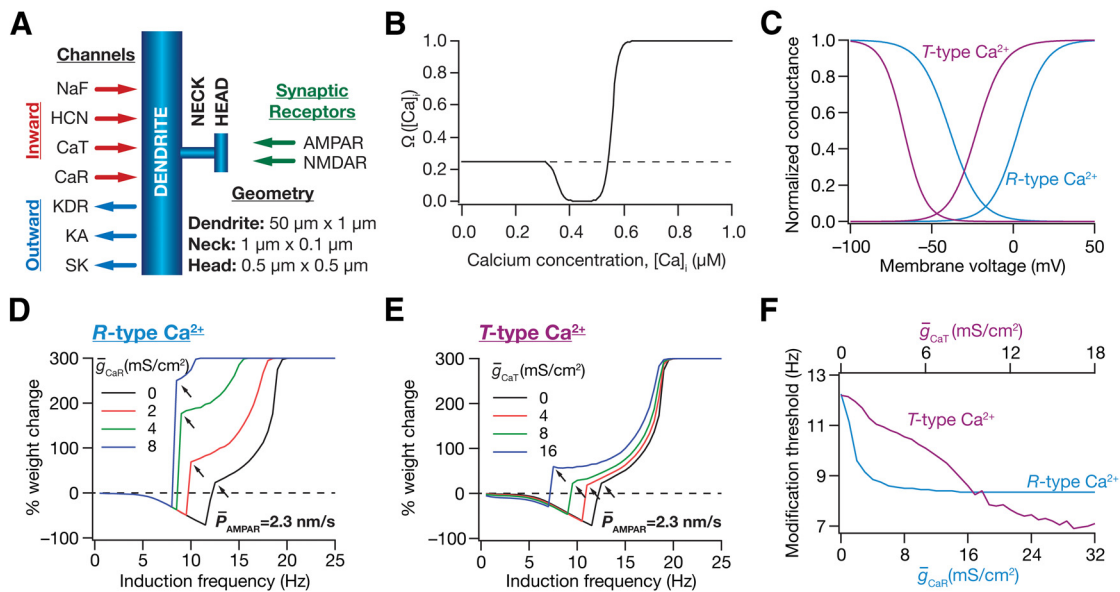 A
Channels
Inward
NaF
HCN
CaT
CaR
Outward
KDR
KA
SK
DENDRITE
NECK
HEAD
Synaptic
Receptors
AMPAR
NMDAR
Geometry
Dendrite: 50 µm x 1 µm
Neck: 1 µm x 0.1 µm
Head: 0.5 µm x 0.5 µm
B
Ω ([Ca]i)
1.0
0.8
0.6
0.4
0.2
0.0
0.0 0.2 0.4 0.6 0.8 1.0
Calcium concentration, [Ca]i (µM)
C
Normalized conductance
1.0
0.8
0.6
0.4
0.2
0.0
T-type Ca2+
R-type Ca2+
−100 −50 0 50
Membrane voltage (mV)
D
R-type Ca2+
% weight change
300
200
100
0
−100
g̅CaR(mS/cm2)
0
2
4
8
P̅AMPAR=2.3 nm/s
0 5 10 15 20 25
Induction frequency (Hz)
E
T-type Ca2+
% weight change
300
200
100
0
−100
g̅CaT(mS/cm2)
0
4
8
16
P̅AMPAR=2.3 nm/s
0 5 10 15 20 25
Induction frequency (Hz)
F
g̅CaT(mS/cm2)
0 6 12 18
Modification threshold (Hz)
13
11
9
7
T-type Ca2+
R-type Ca2+
0 8 16 24 32
g̅CaR(mS/cm2)